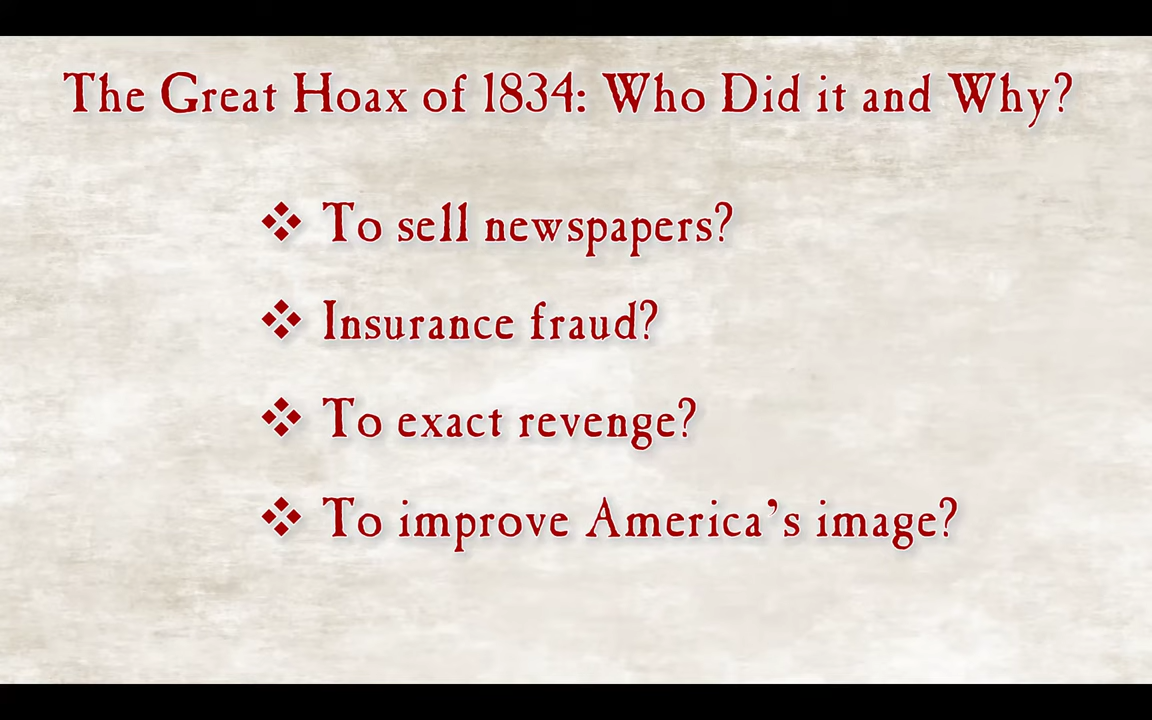 The Great Hoax of 1834: Who Did it and Why?
❖ To sell newspapers?
❖ Insurance fraud?
❖ To exact revenge?
❖ To improve America’s image?